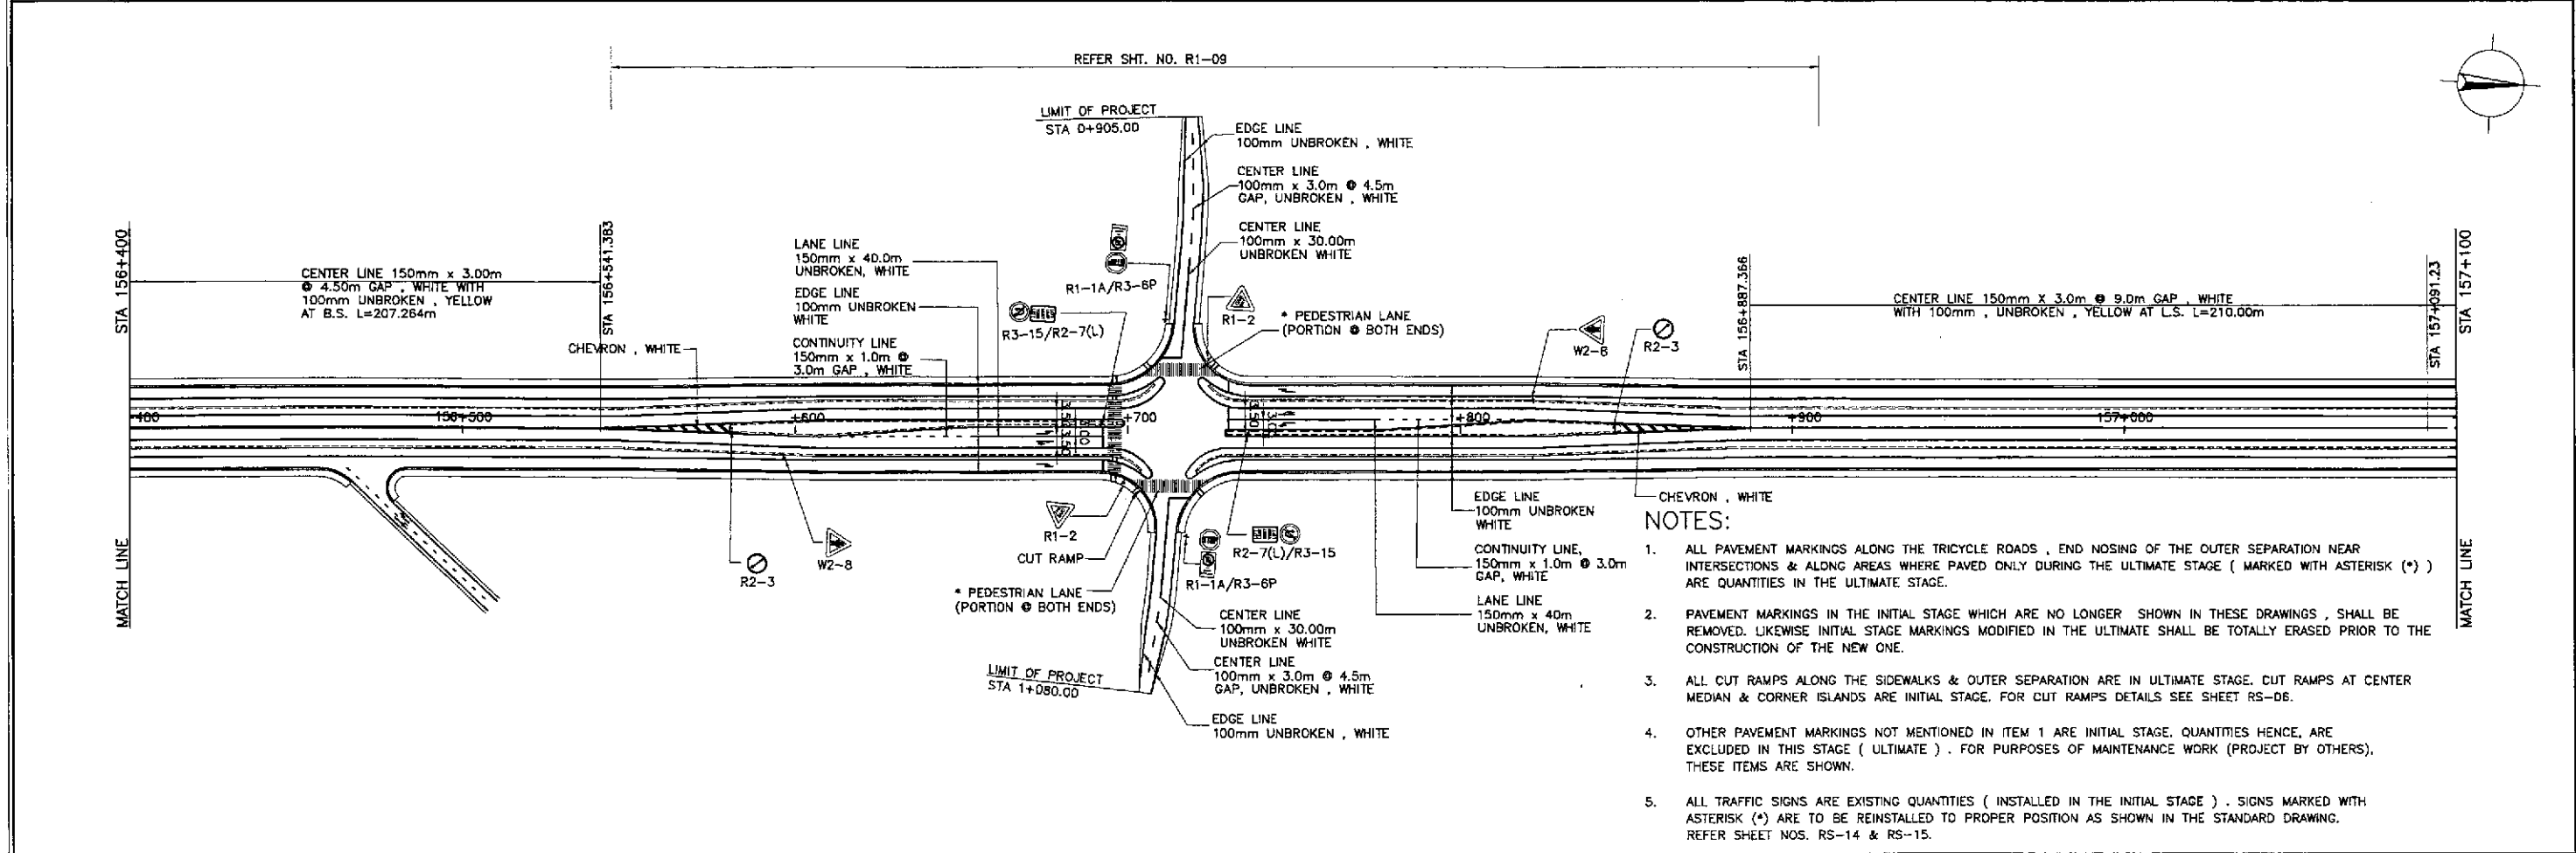 REFER SHT. NO. R1-09
LIMIT OF PROJECT
STA 0+905.00
EDGE LINE
100mm UNBROKEN , WHITE
CENTER LINE
100mm x 3.0m @ 4.5m
GAP, UNBROKEN , WHITE
CENTER LINE
100mm x 30.00m
UNBROKEN WHITE
STA 156+400
MATCH LINE
CENTER LINE 150mm x 3.00m
@ 4.50m GAP , WHITE WITH
100mm UNBROKEN , YELLOW
AT B.S. L=207.264m
STA 156+541.383
LANE LINE
150mm x 40.0m
UNBROKEN, WHITE
EDGE LINE
100mm UNBROKEN
WHITE
CONTINUITY LINE
150mm x 1.0m @
3.0m GAP , WHITE
CHEVRON , WHITE
R1-1A/R3-6P
R3-15/R2-7(L)
R1-2
* PEDESTRIAN LANE
(PORTION @ BOTH ENDS)
W2-8
R2-3
STA 156+887.366
CENTER LINE 150mm X 3.0m @ 9.0m GAP , WHITE
WITH 100mm , UNBROKEN , YELLOW AT L.S. L=210.00m
STA 157+091.23
STA 157+100
MATCH LINE
400
156+500
+600
+700
+800
+900
157+000
3.50
3.50
8.00
3.50
3.00
R2-3
W2-8
R1-2
CUT RAMP
* PEDESTRIAN LANE
(PORTION @ BOTH ENDS)
STOP
R1-1A/R3-6P
R2-7(L)/R3-15
CENTER LINE
100mm x 30.00m
UNBROKEN WHITE
CENTER LINE
100mm x 3.0m @ 4.5m
GAP, UNBROKEN , WHITE
LIMIT OF PROJECT
STA 1+080.00
EDGE LINE
100mm UNBROKEN , WHITE
EDGE LINE
100mm UNBROKEN
WHITE
CONTINUITY LINE,
150mm x 1.0m @ 3.0m
GAP, WHITE
LANE LINE
150mm x 40m
UNBROKEN, WHITE
CHEVRON , WHITE
NOTES:
1. ALL PAVEMENT MARKINGS ALONG THE TRICYCLE ROADS , END NOSING OF THE OUTER SEPARATION NEAR
INTERSECTIONS & ALONG AREAS WHERE PAVED ONLY DURING THE ULTIMATE STAGE ( MARKED WITH ASTERISK (*) )
ARE QUANTITIES IN THE ULTIMATE STAGE.
2. PAVEMENT MARKINGS IN THE INITIAL STAGE WHICH ARE NO LONGER SHOWN IN THESE DRAWINGS , SHALL BE
REMOVED. LIKEWISE INITIAL STAGE MARKINGS MODIFIED IN THE ULTIMATE SHALL BE TOTALLY ERASED PRIOR TO THE
CONSTRUCTION OF THE NEW ONE.
3. ALL CUT RAMPS ALONG THE SIDEWALKS & OUTER SEPARATION ARE IN ULTIMATE STAGE. CUT RAMPS AT CENTER
MEDIAN & CORNER ISLANDS ARE INITIAL STAGE. FOR CUT RAMPS DETAILS SEE SHEET RS-06.
4. OTHER PAVEMENT MARKINGS NOT MENTIONED IN ITEM 1 ARE INITIAL STAGE. QUANTITIES HENCE, ARE
EXCLUDED IN THIS STAGE ( ULTIMATE ) . FOR PURPOSES OF MAINTENANCE WORK (PROJECT BY OTHERS),
THESE ITEMS ARE SHOWN.
5. ALL TRAFFIC SIGNS ARE EXISTING QUANTITIES ( INSTALLED IN THE INITIAL STAGE ) . SIGNS MARKED WITH
ASTERISK (*) ARE TO BE REINSTALLED TO PROPER POSITION AS SHOWN IN THE STANDARD DRAWING.
REFER SHEET NOS. RS-14 & RS-15.